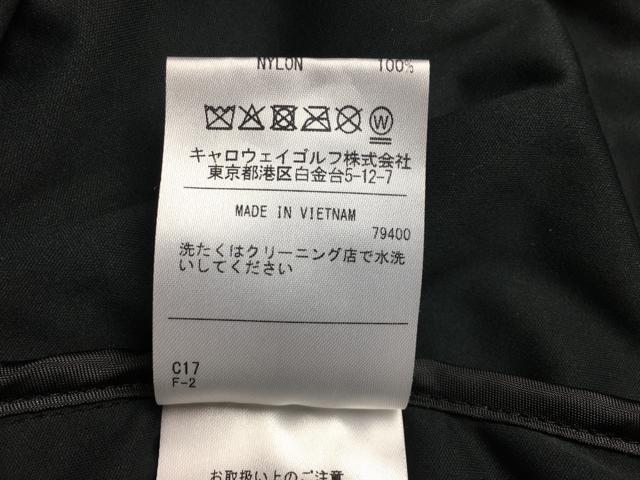 NYLON 100%
W
キャロウェイゴルフ株式会社
東京都港区白金台5-12-7
MADE IN VIETNAM
79400
洗たくはクリーニング店で水洗
いしてください
C17
F-2
お取扱い上のご注意